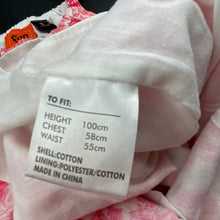 TO FIT:
HEIGHT 100cm
CHEST 58cm
WAIST 55cm
SHELL:COTTON
LINING:POLYESTER/COTTON
MADE IN CHINA